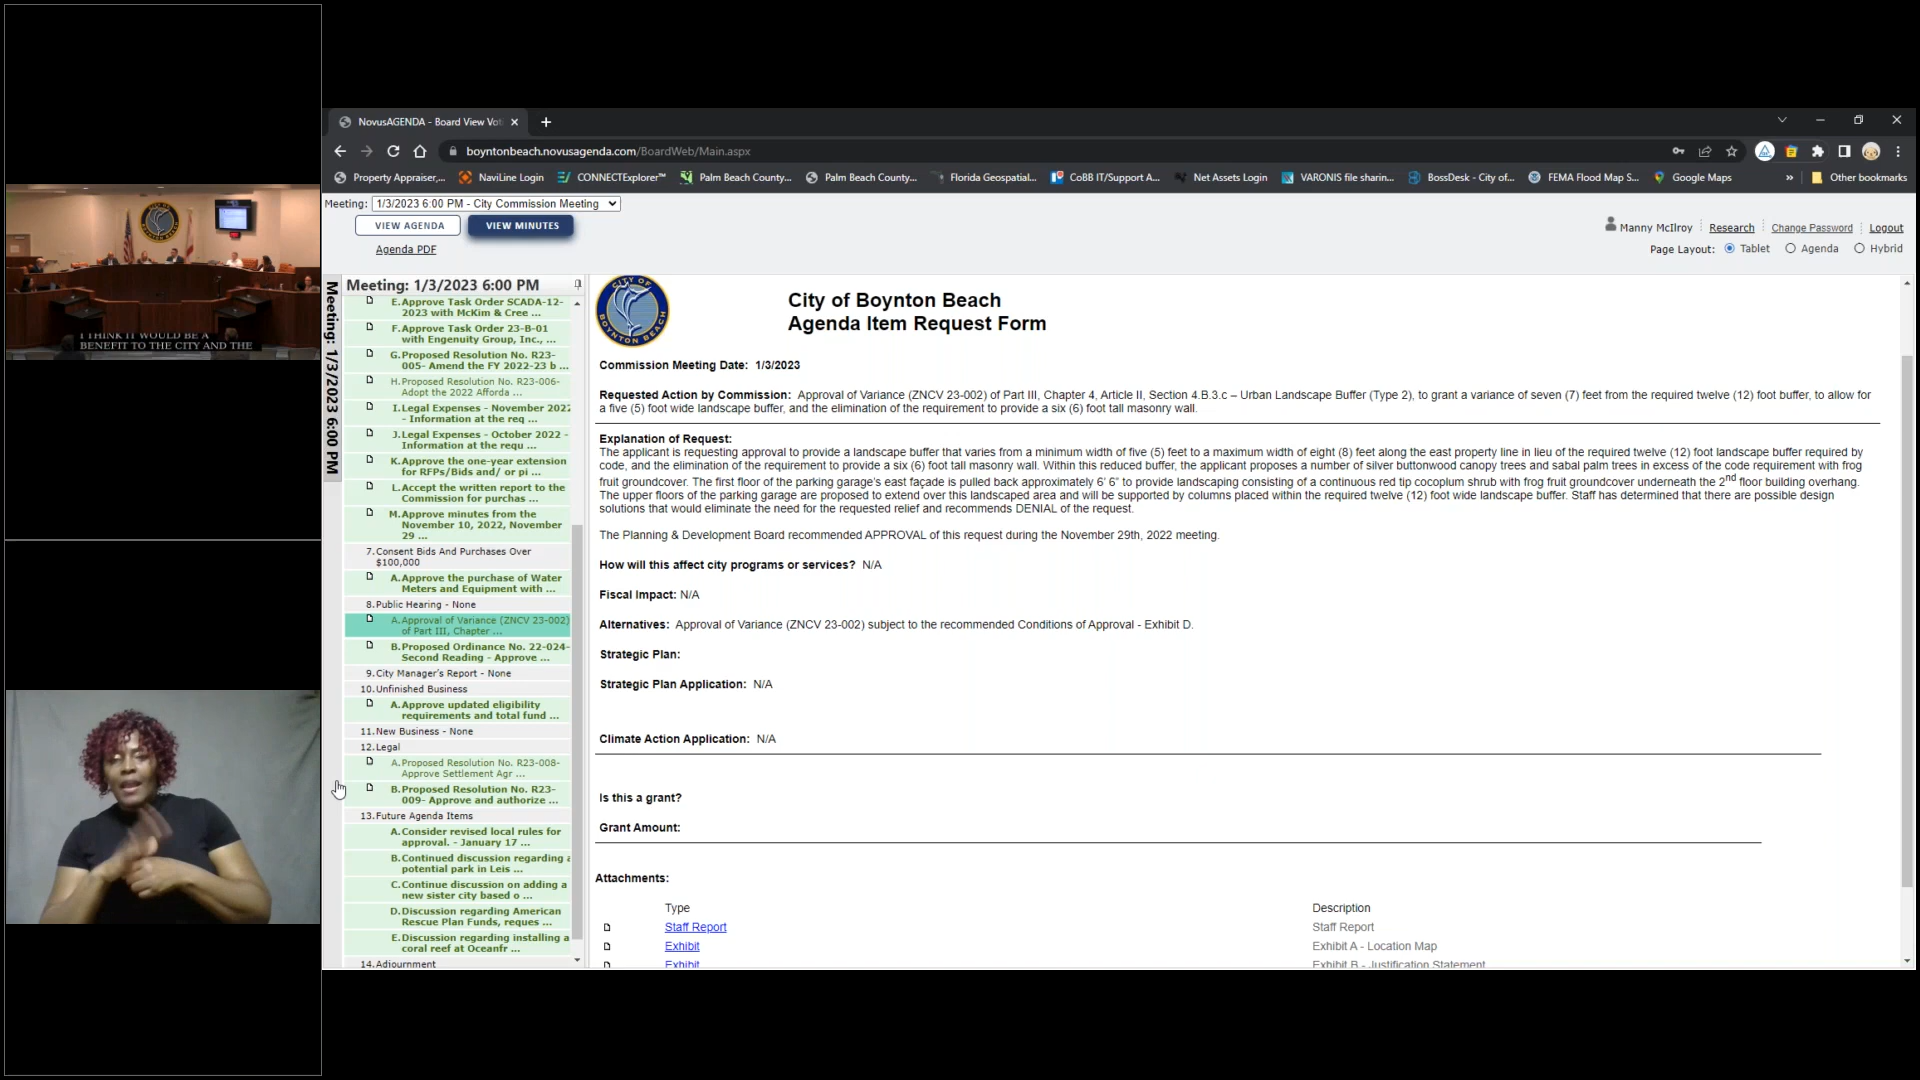 I THINK IT WOULD BE A
BENEFIT TO THE CITY AND THE
NovusAGENDA - Board View Vot
boyntonbeach.novusagenda.com/BoardWeb/Main.aspx
Property Appraiser,... NaviLine Login CONNECTExplorer™ Palm Beach County... Palm Beach County... Florida Geospatial... CoBB IT/Support A... Net Assets Login VARONIS file sharin... BossDesk - City of... FEMA Flood Map S... Google Maps » Other bookmarks
Meeting: 1/3/2023 6:00 PM - City Commission Meeting
VIEW AGENDA VIEW MINUTES
Agenda PDF
Manny McIlroy Research Change Password Logout
Page Layout: Tablet Agenda Hybrid
Meeting: 1/3/2023 6:00 PM
Meeting: 1/3/2023 6:00 PM
E.Approve Task Order SCADA-12-
2023 with McKim & Cree ...
F.Approve Task Order 23-B-01
with Engenuity Group, Inc., ...
G.Proposed Resolution No. R23-
005- Amend the FY 2022-23 b ...
H.Proposed Resolution No. R23-006-
Adopt the 2022 Afforda ...
I.Legal Expenses - November 2022
- Information at the req ...
J.Legal Expenses - October 2022 -
Information at the requ ...
K.Approve the one-year extension
for RFPs/Bids and/ or pi ...
L.Accept the written report to the
Commission for purchas ...
M.Approve minutes from the
November 10, 2022, November
29 ...
7.Consent Bids And Purchases Over
$100,000
A.Approve the purchase of Water
Meters and Equipment with ...
8.Public Hearing - None
A.Approval of Variance (ZNCV 23-002)
of Part III, Chapter ...
B.Proposed Ordinance No. 22-024-
Second Reading - Approve ...
9.City Manager's Report - None
10.Unfinished Business
A.Approve updated eligibility
requirements and total fund ...
11.New Business - None
12.Legal
A.Proposed Resolution No. R23-008-
Approve Settlement Agr ...
B.Proposed Resolution No. R23-
009- Approve and authorize ...
13.Future Agenda Items
A.Consider revised local rules for
approval. - January 17 ...
B.Continued discussion regarding a
potential park in Leis ...
C.Continue discussion on adding a
new sister city based o ...
D.Discussion regarding American
Rescue Plan Funds, reques ...
E.Discussion regarding installing a
coral reef at Oceanfr ...
14.Adjournment
CITY OF
BOYNTON BEACH
City of Boynton Beach
Agenda Item Request Form
Commission Meeting Date: 1/3/2023
Requested Action by Commission: Approval of Variance (ZNCV 23-002) of Part III, Chapter 4, Article II, Section 4.B.3.c – Urban Landscape Buffer (Type 2), to grant a variance of seven (7) feet from the required twelve (12) foot buffer, to allow for
a five (5) foot wide landscape buffer, and the elimination of the requirement to provide a six (6) foot tall masonry wall.
Explanation of Request:
The applicant is requesting approval to provide a landscape buffer that varies from a minimum width of five (5) feet to a maximum width of eight (8) feet along the east property line in lieu of the required twelve (12) foot landscape buffer required by
code, and the elimination of the requirement to provide a six (6) foot tall masonry wall. Within this reduced buffer, the applicant proposes a number of silver buttonwood canopy trees and sabal palm trees in excess of the code requirement with frog
fruit groundcover. The first floor of the parking garage's east façade is pulled back approximately 6' 6" to provide landscaping consisting of a continuous red tip cocoplum shrub with frog fruit groundcover underneath the 2nd floor building overhang.
The upper floors of the parking garage are proposed to extend over this landscaped area and will be supported by columns placed within the required twelve (12) foot wide landscape buffer. Staff has determined that there are possible design
solutions that would eliminate the need for the requested relief and recommends DENIAL of the request.
The Planning & Development Board recommended APPROVAL of this request during the November 29th, 2022 meeting.
How will this affect city programs or services? N/A
Fiscal Impact: N/A
Alternatives: Approval of Variance (ZNCV 23-002) subject to the recommended Conditions of Approval - Exhibit D.
Strategic Plan:
Strategic Plan Application: N/A
Climate Action Application: N/A
Is this a grant?
Grant Amount:
Attachments:
Type Description
Staff Report Staff Report
Exhibit Exhibit A - Location Map
Exhibit Exhibit B - Justification Statement